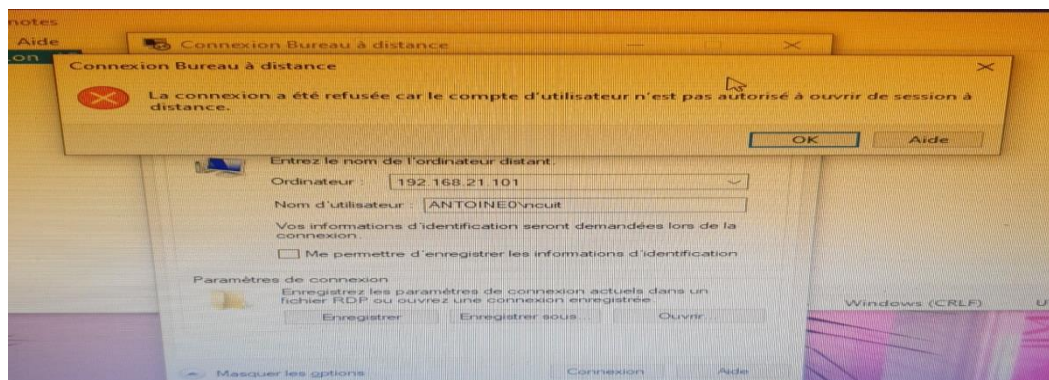 notes
Aide
Connexion Bureau à distance
Connexion Bureau à distance
La connexion a été refusée car le compte d'utilisateur n'est pas autorisé à ouvrir de session à
distance.
OK Aide
Entrez le nom de l'ordinateur distant.
Ordinateur : 192.168.21.101
Nom d'utilisateur : ANTOINE0\ncuit
Vos informations d'identification seront demandées lors de la
connexion.
Me permettre d'enregistrer les informations d'identification
Paramètres de connexion
Enregistrez les paramètres de connexion actuels dans un
fichier RDP ou ouvrez une connexion enregistrée.
Enregistrer Enregistrer sous... Ouvrir...
Windows (CRLF) U
Masquer les options Connexion Aide